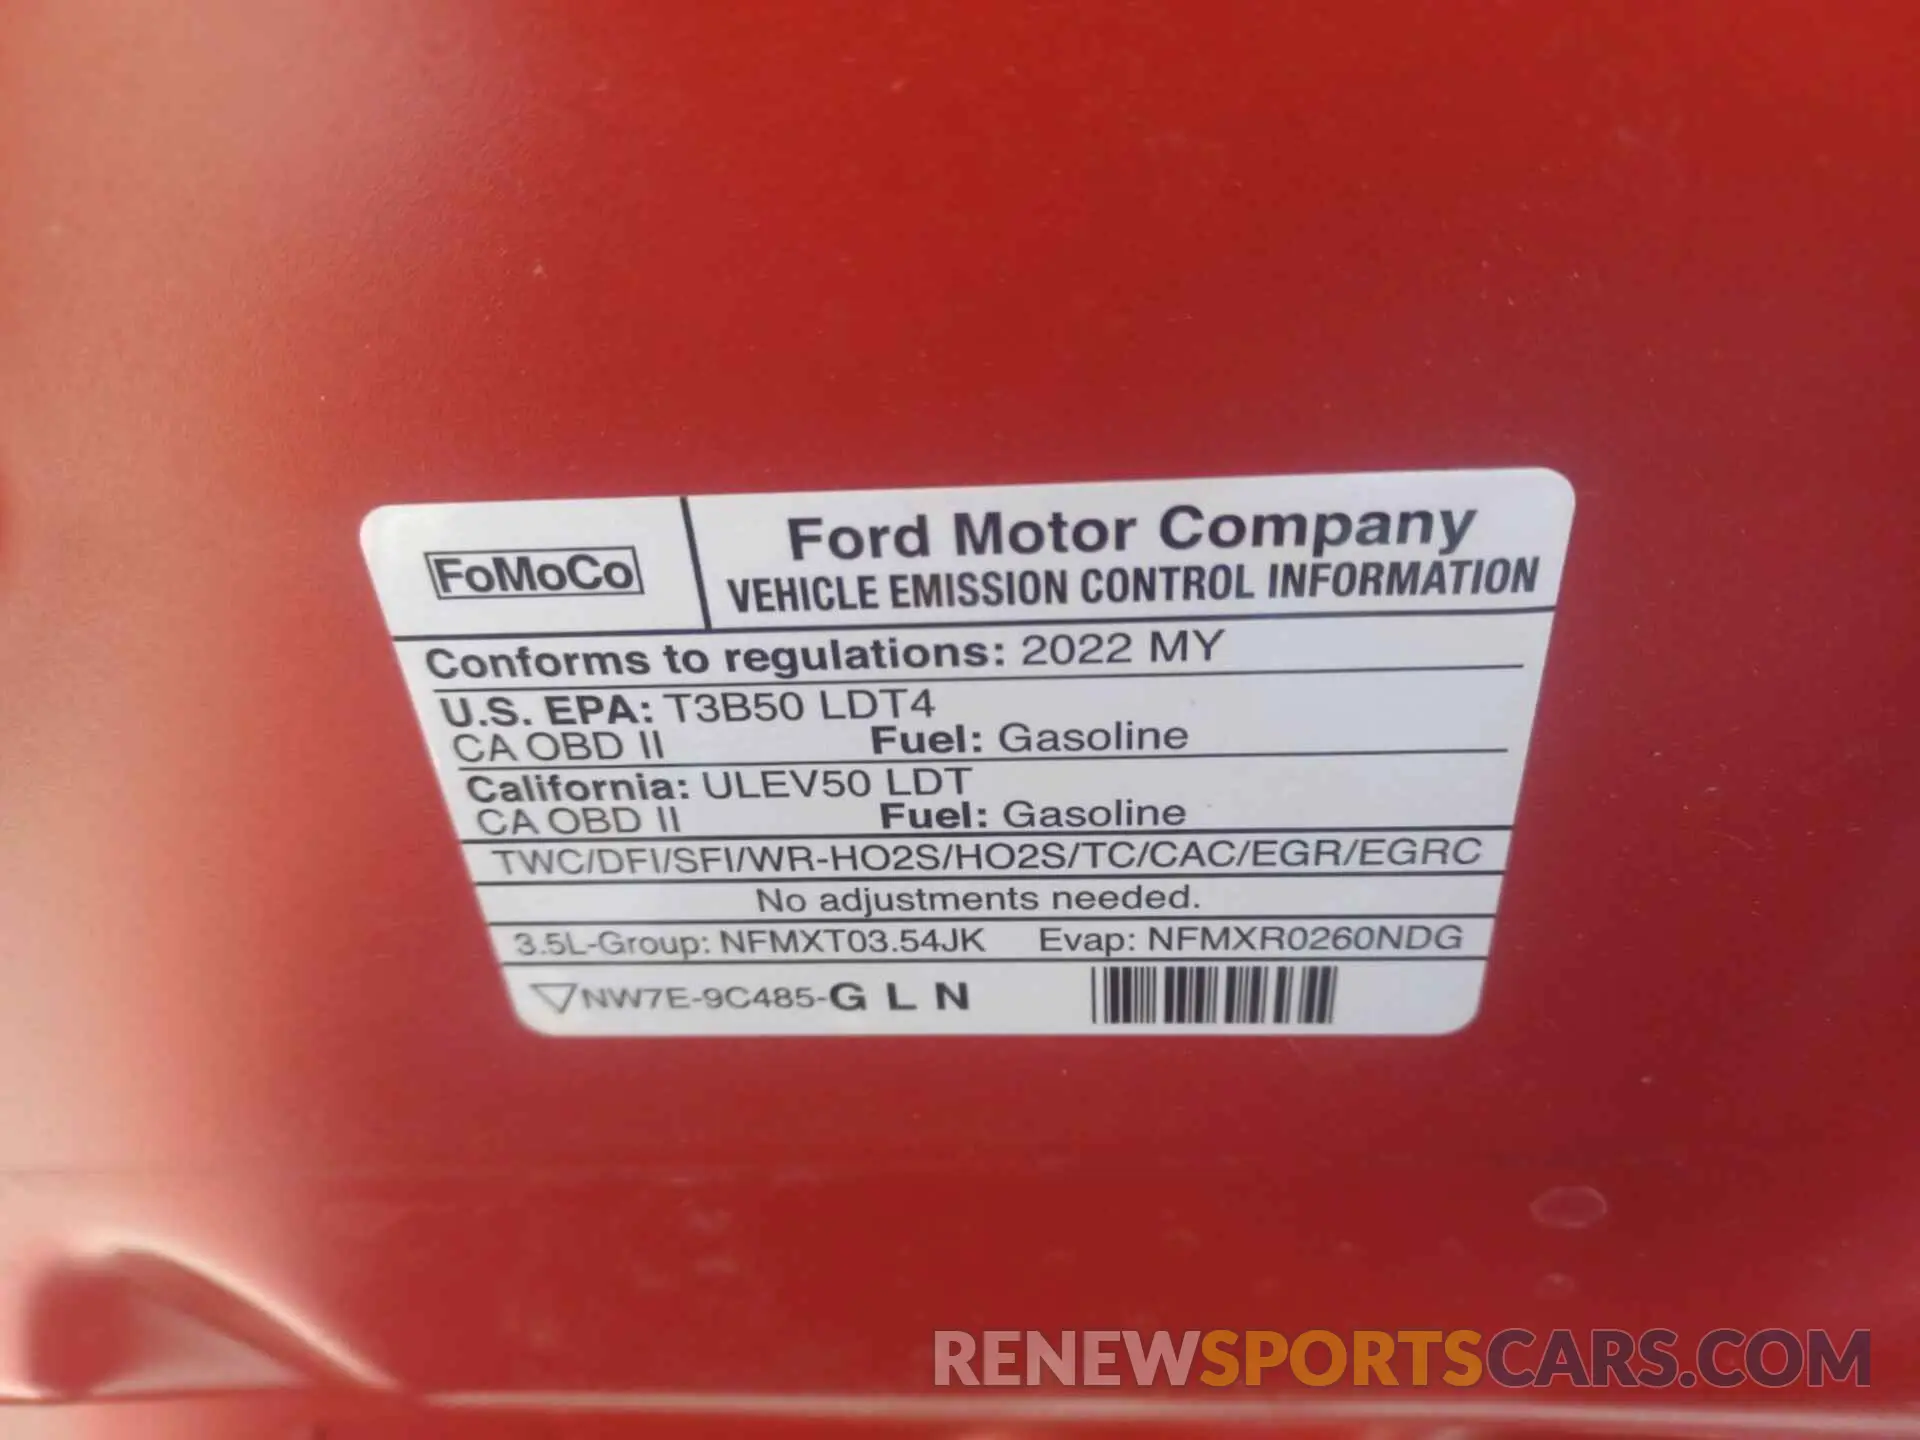 FoMoCo
Ford Motor Company
VEHICLE EMISSION CONTROL INFORMATION
Conforms to regulations: 2022 MY
U.S. EPA: T3B50 LDT4
CA OBD II Fuel: Gasoline
California: ULEV50 LDT
CA OBD II Fuel: Gasoline
TWC/DFI/SFI/WR-HO2S/HO2S/TC/CAC/EGR/EGRC
No adjustments needed.
3.5L-Group: NFMXT03.54JK Evap: NFMXR0260NDG
NW7E-9C485-G L N
RENEWSPORTSCARS.COM